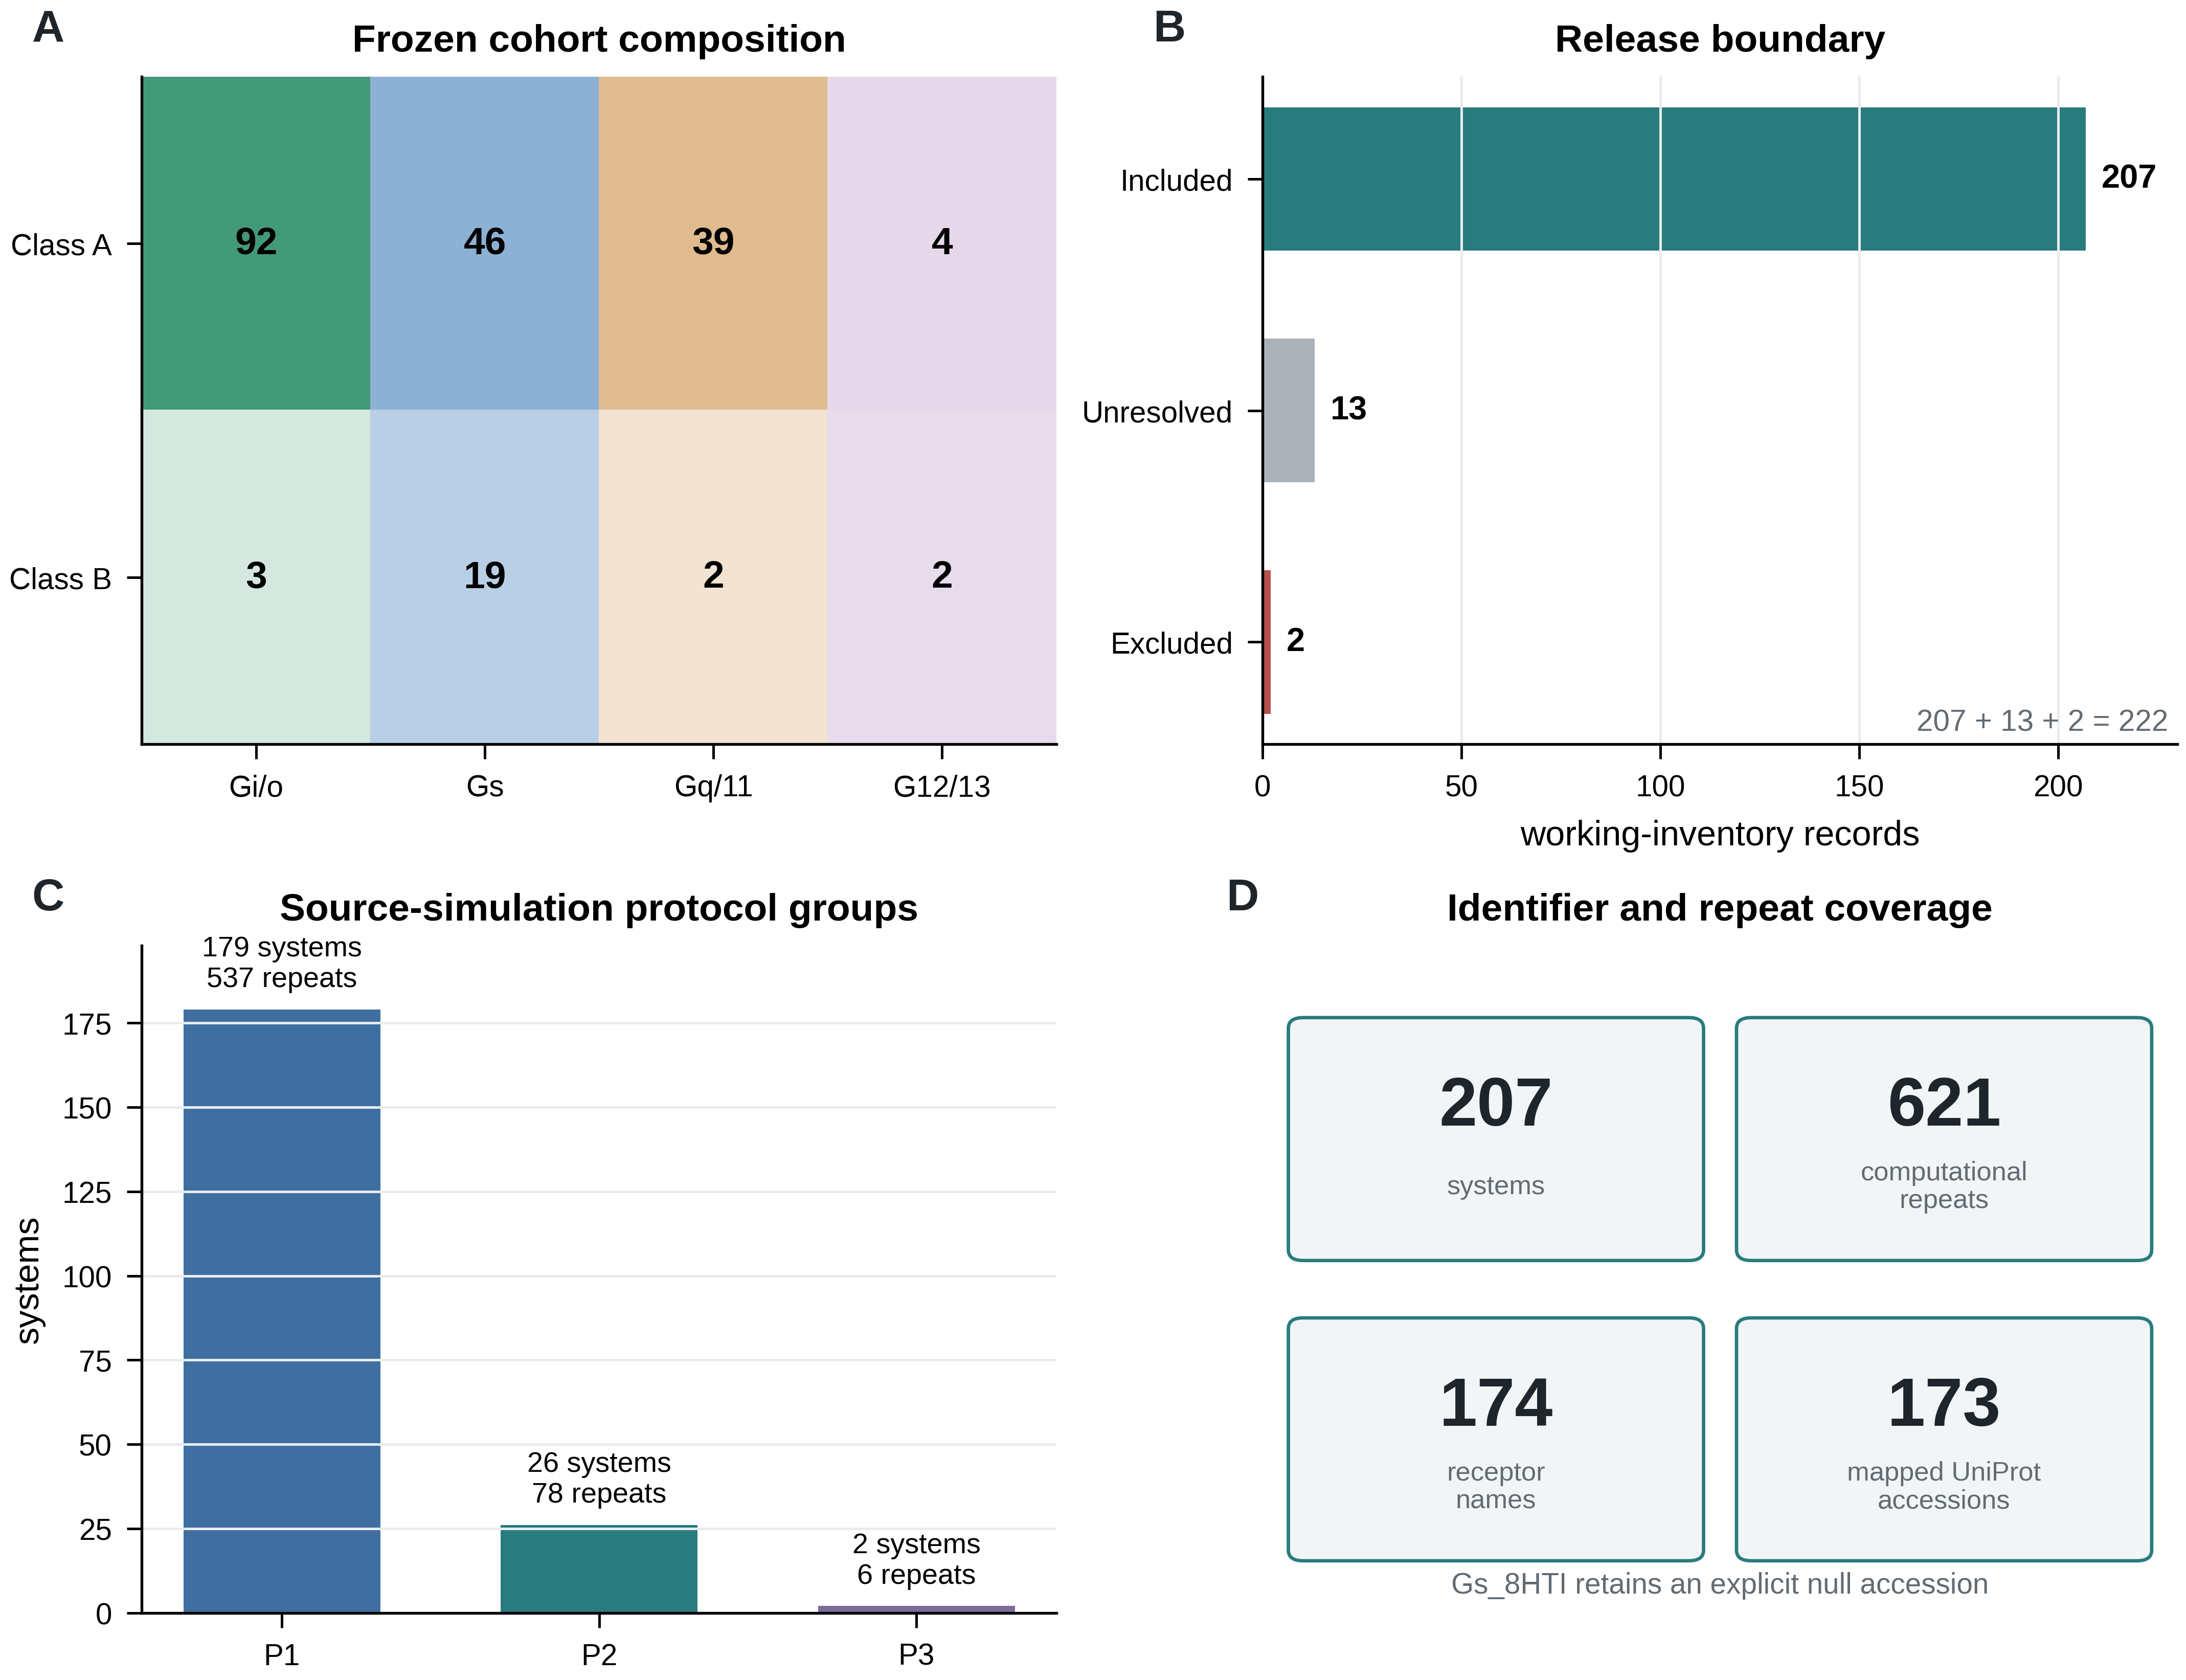 A
Frozen cohort composition
Class A
92
46
39
4
Class B
3
19
2
2
Gi/o
Gs
Gq/11
G12/13
B
Release boundary
Included
207
Unresolved
13
Excluded
2
207 + 13 + 2 = 222
0
50
100
150
200
working-inventory records
C
Source-simulation protocol groups
systems
175
150
125
100
75
50
25
0
179 systems
537 repeats
26 systems
78 repeats
2 systems
6 repeats
P1
P2
P3
D
Identifier and repeat coverage
207
systems
621
computational
repeats
174
receptor
names
173
mapped UniProt
accessions
Gs_8HTI retains an explicit null accession